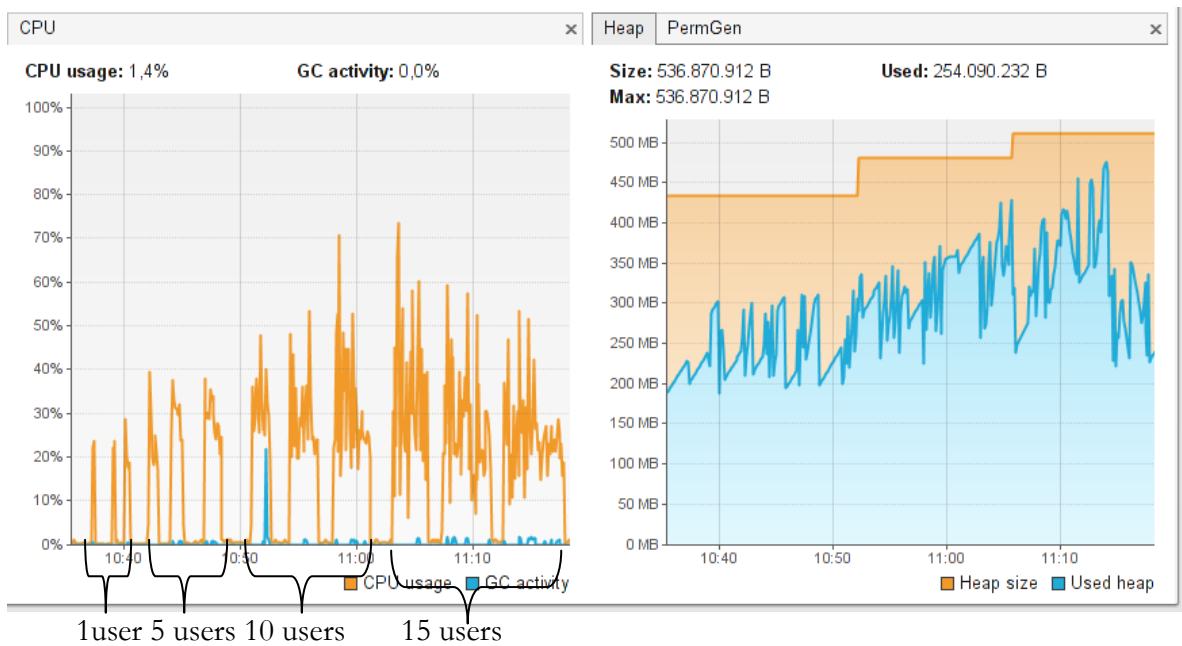 CPU ×
CPU usage: 1,4% GC activity: 0,0%
100%
90%
80%
70%
60%
50%
40%
30%
20%
10%
0%
10:40 10:50 11:00 11:10
CPU usage GC activity
1user 5 users 10 users 15 users
Heap PermGen ×
Size: 536.870.912 B Used: 254.090.232 B
Max: 536.870.912 B
500 MB
450 MB
400 MB
350 MB
300 MB
250 MB
200 MB
150 MB
100 MB
50 MB
0 MB
10:40 10:50 11:00 11:10
Heap size Used heap